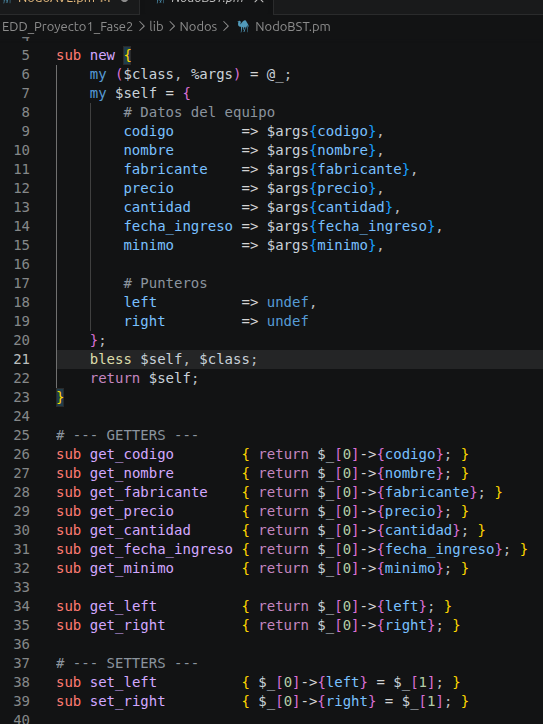 NodoBST.pm
EDD_Proyecto1_Fase2 > lib > Nodos > NodoBST.pm
5 sub new {
6 my ($class, %args) = @_;
7 my $self = {
8 # Datos del equipo
9 codigo => $args{codigo},
10 nombre => $args{nombre},
11 fabricante => $args{fabricante},
12 precio => $args{precio},
13 cantidad => $args{cantidad},
14 fecha_ingreso => $args{fecha_ingreso},
15 minimo => $args{minimo},
16
17 # Punteros
18 left => undef,
19 right => undef
20 };
21 bless $self, $class;
22 return $self;
23 }
24
25 # --- GETTERS ---
26 sub get_codigo { return $_[0]->{codigo}; }
27 sub get_nombre { return $_[0]->{nombre}; }
28 sub get_fabricante { return $_[0]->{fabricante}; }
29 sub get_precio { return $_[0]->{precio}; }
30 sub get_cantidad { return $_[0]->{cantidad}; }
31 sub get_fecha_ingreso { return $_[0]->{fecha_ingreso}; }
32 sub get_minimo { return $_[0]->{minimo}; }
33
34 sub get_left { return $_[0]->{left}; }
35 sub get_right { return $_[0]->{right}; }
36
37 # --- SETTERS ---
38 sub set_left { $_[0]->{left} = $_[1]; }
39 sub set_right { $_[0]->{right} = $_[1]; }
40